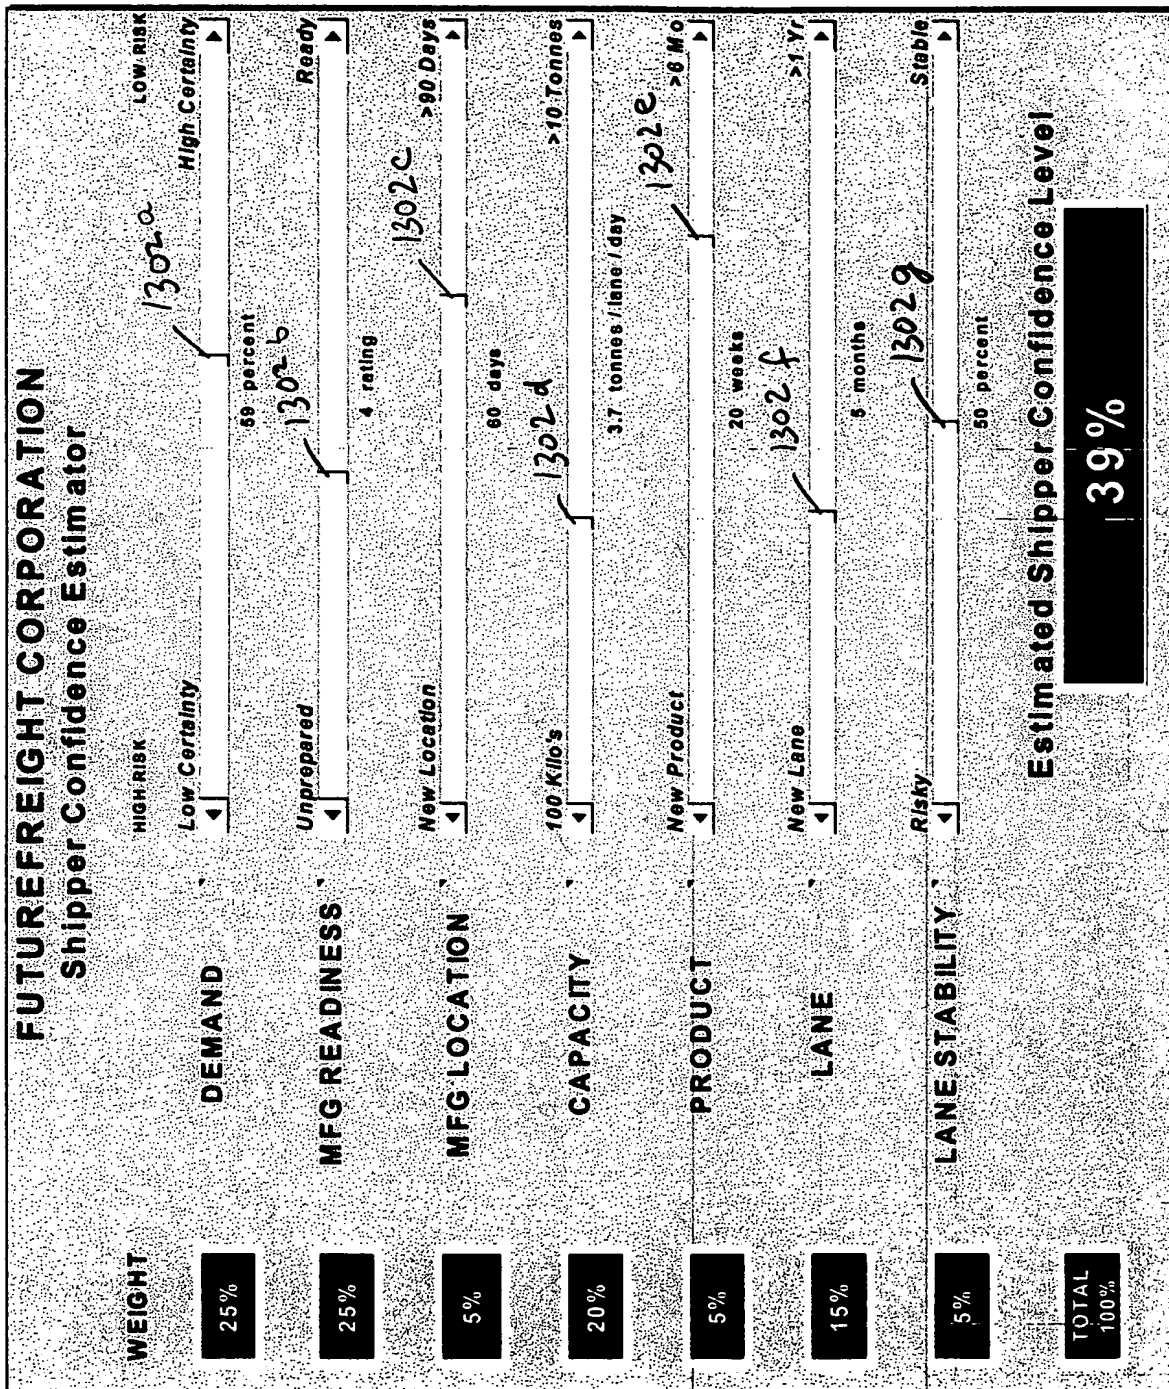 FUTUREFREIGHT CORPORATION
Shipper Confidence Estimator
WEIGHT
HIGH RISK
LOW RISK
25%
DEMAND
Low Certainty
High Certainty
1302a
59 percent
25%
MFG READINESS
Unprepared
Ready
1302b
4 rating
5%
MFG LOCATION
New Location
>90 Days
1302c
60 days
20%
CAPACITY
100 Kilo's
>10 Tonnes
1302d
3.7 tonnes / lane / day
5%
PRODUCT
New Product
>6 Mo
1302e
20 weeks
15%
LANE
New Lane
>1 Yr
1302f
5 months
5%
LANE STABILITY
Risky
Stable
1302g
50 percent
TOTAL
100%
Estimated Shipper Confidence Level
39%